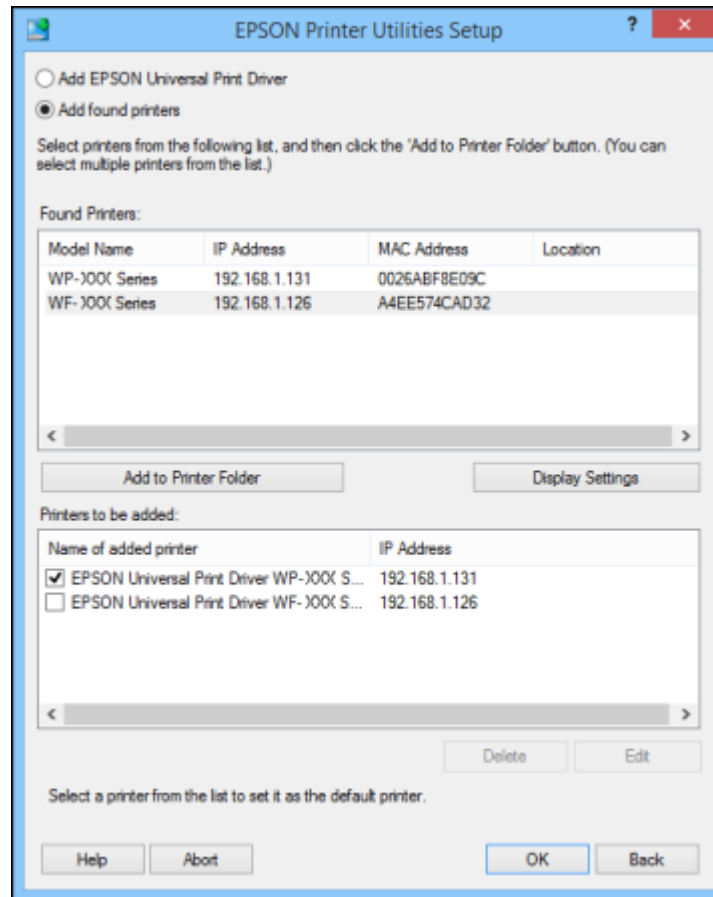 EPSON Printer Utilities Setup
Add EPSON Universal Print Driver
Add found printers
Select printers from the following list, and then click the 'Add to Printer Folder' button. (You can
select multiple printers from the list.)
Found Printers:
Model Name IP Address MAC Address Location
WP-XXX Series 192.168.1.131 0026ABF8E09C
WF-XXX Series 192.168.1.126 A4EE574CAD32
Add to Printer Folder Display Settings
Printers to be added:
Name of added printer IP Address
EPSON Universal Print Driver WP-XXX S... 192.168.1.131
EPSON Universal Print Driver WF-XXX S... 192.168.1.126
Delete Edit
Select a printer from the list to set it as the default printer.
Help Abort OK Back